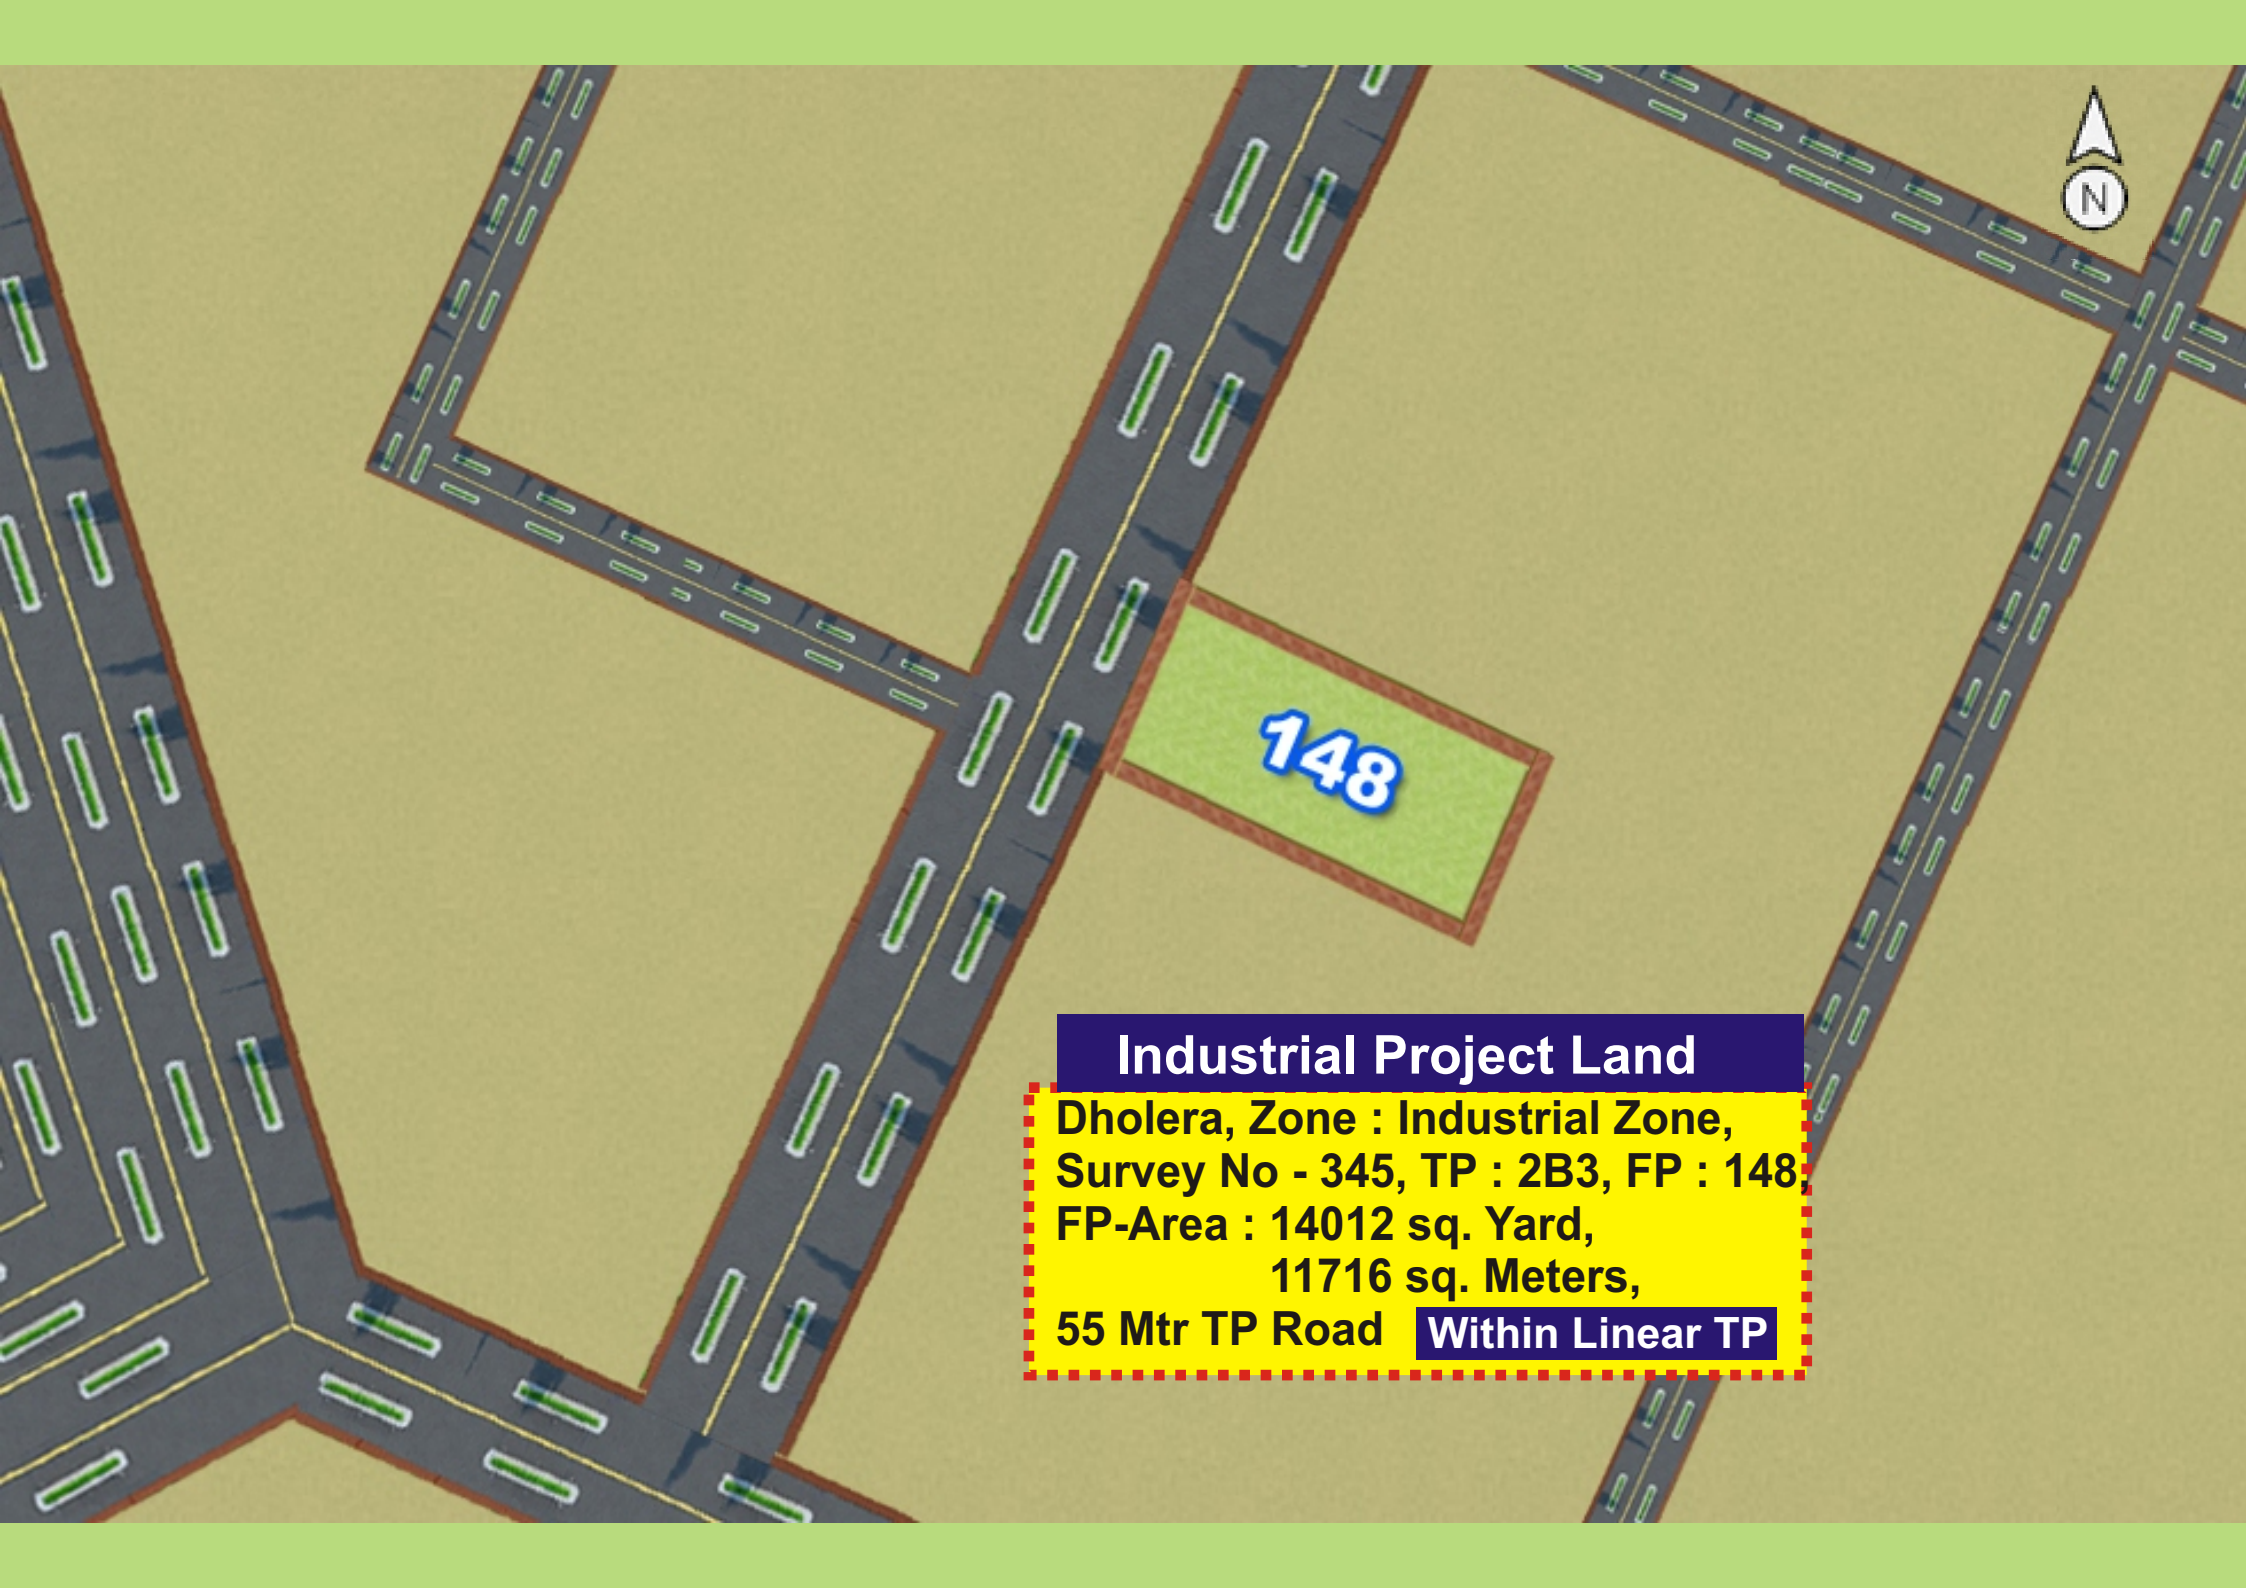 N
148
Industrial Project Land
Dholera, Zone : Industrial Zone,
Survey No - 345, TP : 2B3, FP : 148,
FP-Area : 14012 sq. Yard,
11716 sq. Meters,
55 Mtr TP Road Within Linear TP